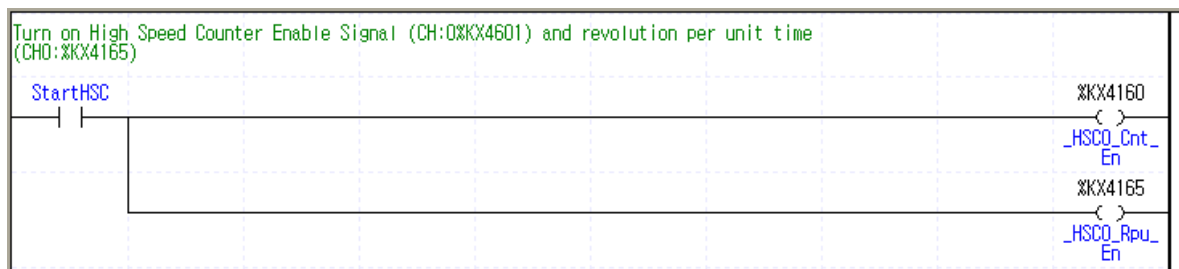 Turn on High Speed Counter Enable Signal (CH:0%KX4601) and revolution per unit time
(CH0:%KX4165)
StartHSC
%KX4160
_HSC0_Cnt_
En
%KX4165
_HSC0_Rpu_
En